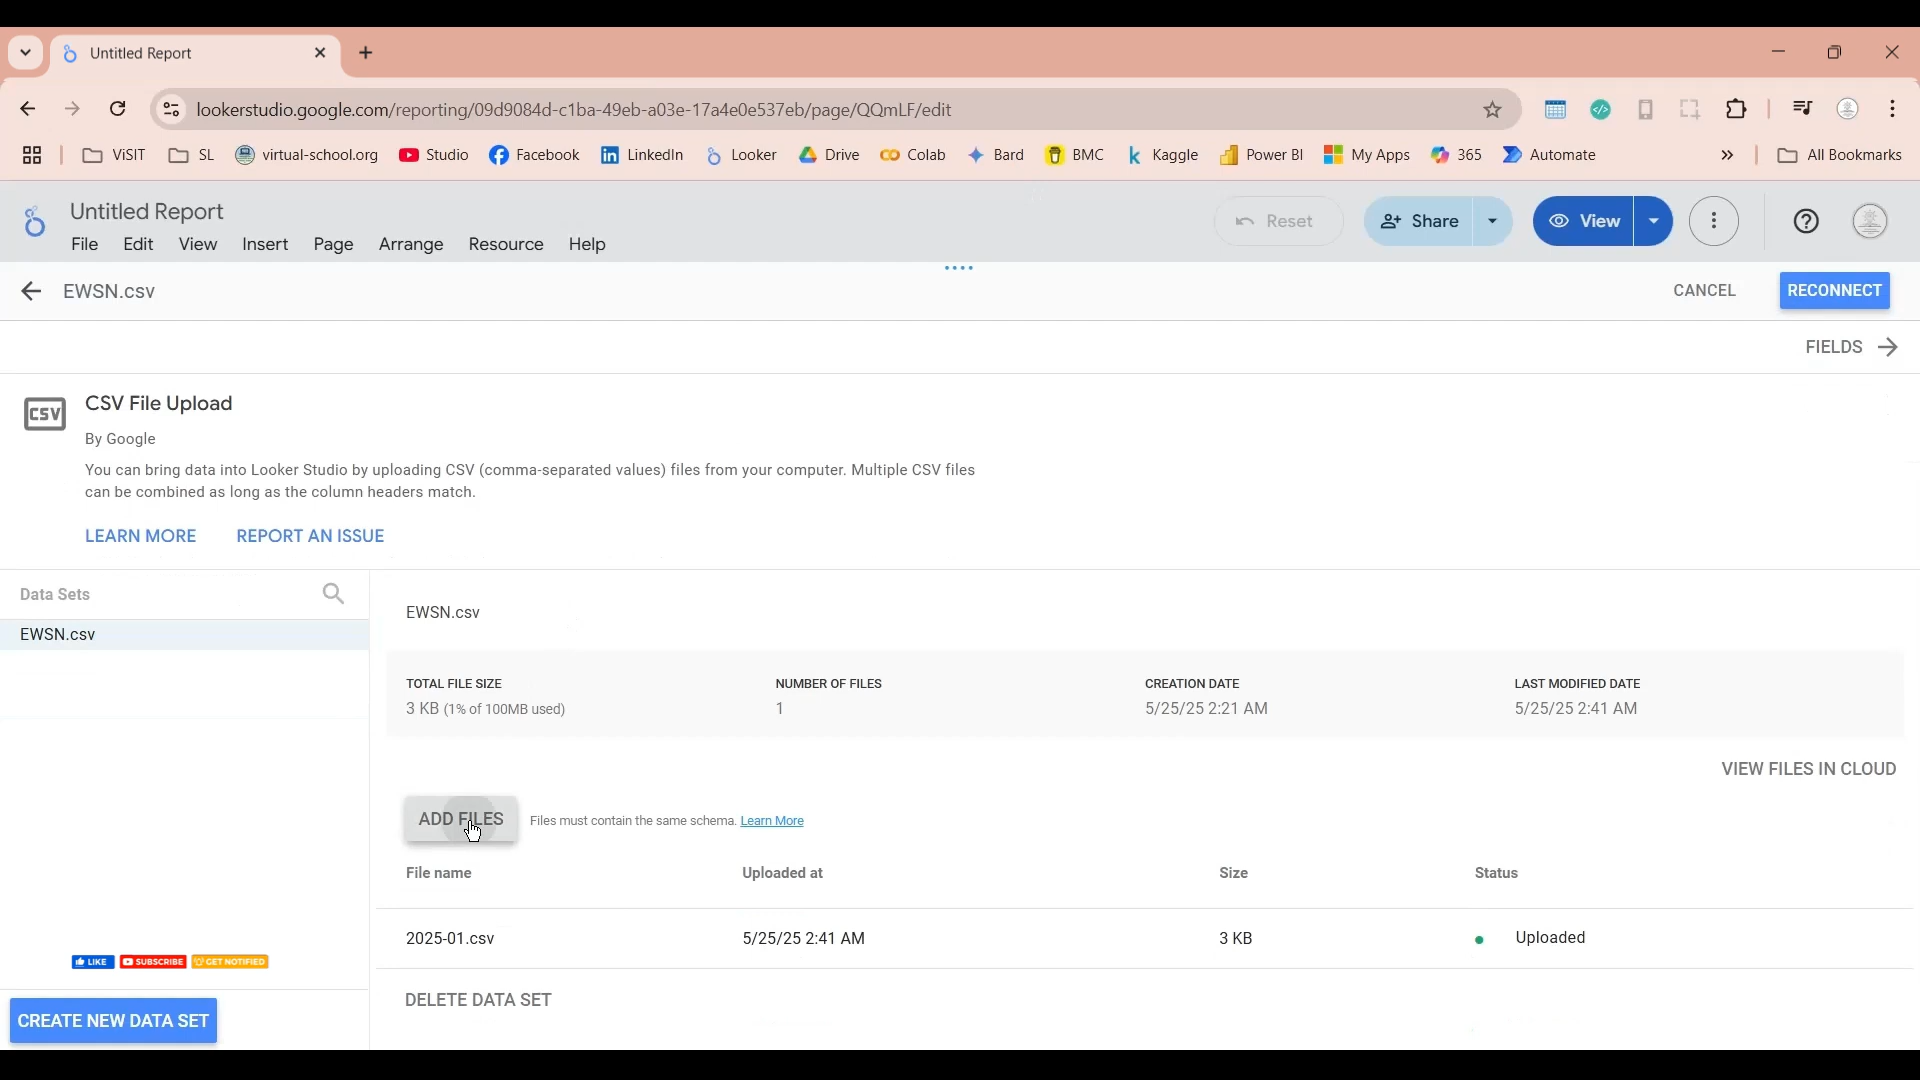 Untitled Report
lookerstudio.google.com/reporting/09d9084d-c1ba-49eb-a03e-17a4e0e537eb/page/QQmLF/edit
ViSIT SL virtual-school.org Studio Facebook LinkedIn Looker Drive Colab Bard BMC Kaggle Power BI My Apps 365 Automate » All Bookmarks
Untitled Report
File Edit View Insert Page Arrange Resource Help
Reset Share View
EWSN.csv
CANCEL RECONNECT
FIELDS
CSV
CSV File Upload
By Google
You can bring data into Looker Studio by uploading CSV (comma-separated values) files from your computer. Multiple CSV files
can be combined as long as the column headers match.
LEARN MORE REPORT AN ISSUE
Data Sets
EWSN.csv
EWSN.csv
TOTAL FILE SIZE NUMBER OF FILES CREATION DATE LAST MODIFIED DATE
3 KB (1% of 100MB used) 1 5/25/25 2:21 AM 5/25/25 2:41 AM
VIEW FILES IN CLOUD
ADD FILES Files must contain the same schema. Learn More
File name Uploaded at Size Status
2025-01.csv 5/25/25 2:41 AM 3 KB Uploaded
LIKE SUBSCRIBE GET NOTIFIED
DELETE DATA SET
CREATE NEW DATA SET